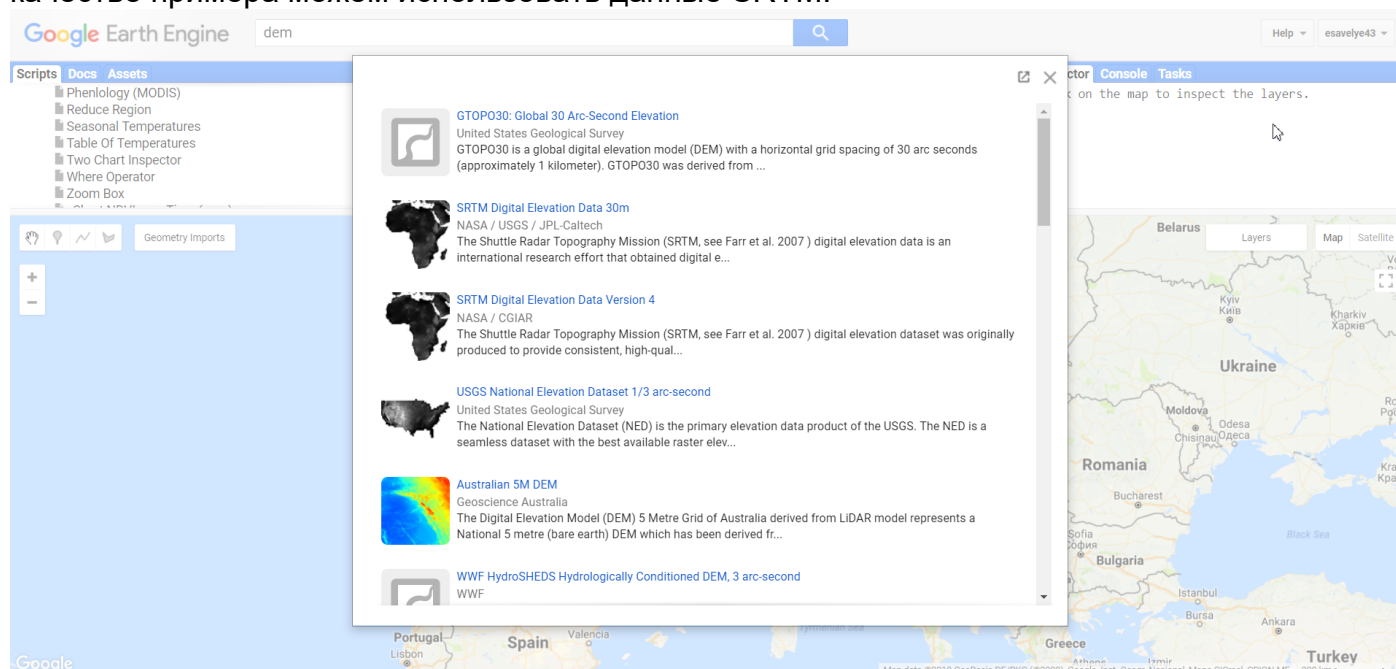 качестве примера можем использовать данные SRTM.
Google Earth Engine
dem
Help
esavelye43
Scripts Docs Assets
Phenlology (MODIS)
Reduce Region
Seasonal Temperatures
Table Of Temperatures
Two Chart Inspector
Where Operator
Zoom Box
ctor Console Tasks
on the map to inspect the layers.
GTOPO30: Global 30 Arc-Second Elevation
United States Geological Survey
GTOPO30 is a global digital elevation model (DEM) with a horizontal grid spacing of 30 arc seconds
(approximately 1 kilometer). GTOPO30 was derived from ...
SRTM Digital Elevation Data 30m
NASA / USGS / JPL-Caltech
The Shuttle Radar Topography Mission (SRTM, see Farr et al. 2007 ) digital elevation data is an
international research effort that obtained digital e...
SRTM Digital Elevation Data Version 4
NASA / CGIAR
The Shuttle Radar Topography Mission (SRTM, see Farr et al. 2007 ) digital elevation dataset was originally
produced to provide consistent, high-qual...
USGS National Elevation Dataset 1/3 arc-second
United States Geological Survey
The National Elevation Dataset (NED) is the primary elevation data product of the USGS. The NED is a
seamless dataset with the best available raster elev...
Australian 5M DEM
Geoscience Australia
The Digital Elevation Model (DEM) 5 Metre Grid of Australia derived from LiDAR model represents a
National 5 metre (bare earth) DEM which has been derived fr...
WWF HydroSHEDS Hydrologically Conditioned DEM, 3 arc-second
WWF
Geometry Imports
Layers
Map Satellite
Belarus
Kyiv
Київ
Kharkiv
Харків
Ukraine
Moldova
Chisinau
Odesa
Одеса
Romania
Bucharest
Sofia
София
Bulgaria
Black Sea
Istanbul
Bursa
Ankara
Greece
Athens
Izmir
Turkey
Portugal
Lisbon
Spain
Valencia
Tyrrhenian Sea
Google